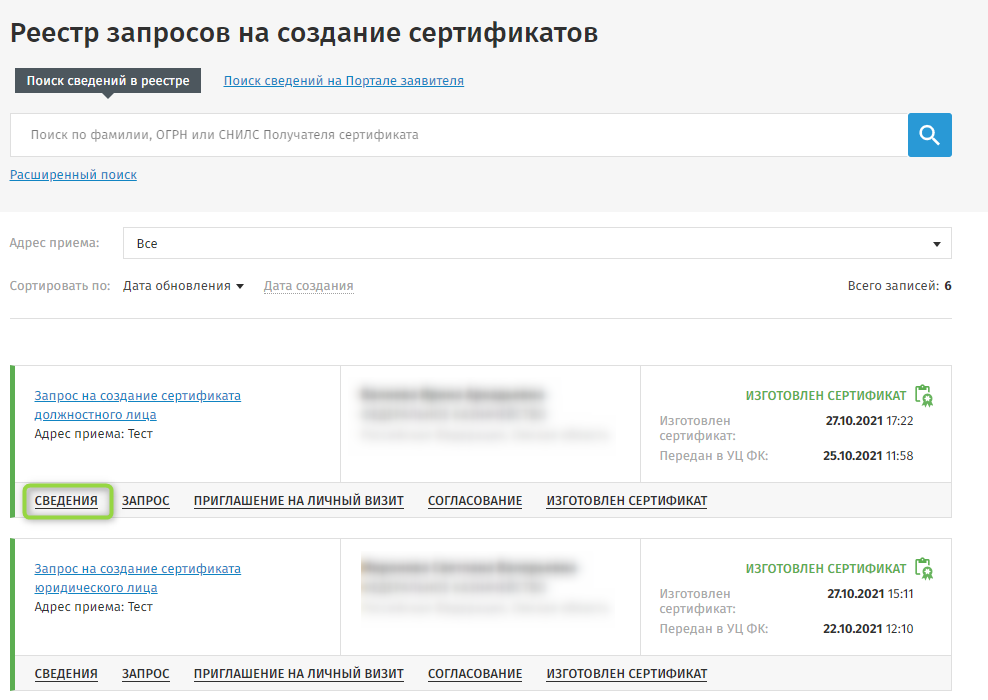 Реестр запросов на создание сертификатов
Поиск сведений в реестре Поиск сведений на Портале заявителя
Поиск по фамилии, ОГРН или СНИЛС Получателя сертификата
Расширенный поиск
Адрес приема: Все
Сортировать по: Дата обновления Дата создания Всего записей: 6
Запрос на создание сертификата
должностного лица
Адрес приема: Тест
ИЗГОТОВЛЕН СЕРТИФИКАТ
Изготовлен
сертификат: 27.10.2021 17:22
Передан в УЦ ФК: 25.10.2021 11:58
СВЕДЕНИЯ ЗАПРОС ПРИГЛАШЕНИЕ НА ЛИЧНЫЙ ВИЗИТ СОГЛАСОВАНИЕ ИЗГОТОВЛЕН СЕРТИФИКАТ
Запрос на создание сертификата
юридического лица
Адрес приема: Тест
ИЗГОТОВЛЕН СЕРТИФИКАТ
Изготовлен
сертификат: 27.10.2021 15:11
Передан в УЦ ФК: 22.10.2021 12:10
СВЕДЕНИЯ ЗАПРОС ПРИГЛАШЕНИЕ НА ЛИЧНЫЙ ВИЗИТ СОГЛАСОВАНИЕ ИЗГОТОВЛЕН СЕРТИФИКАТ